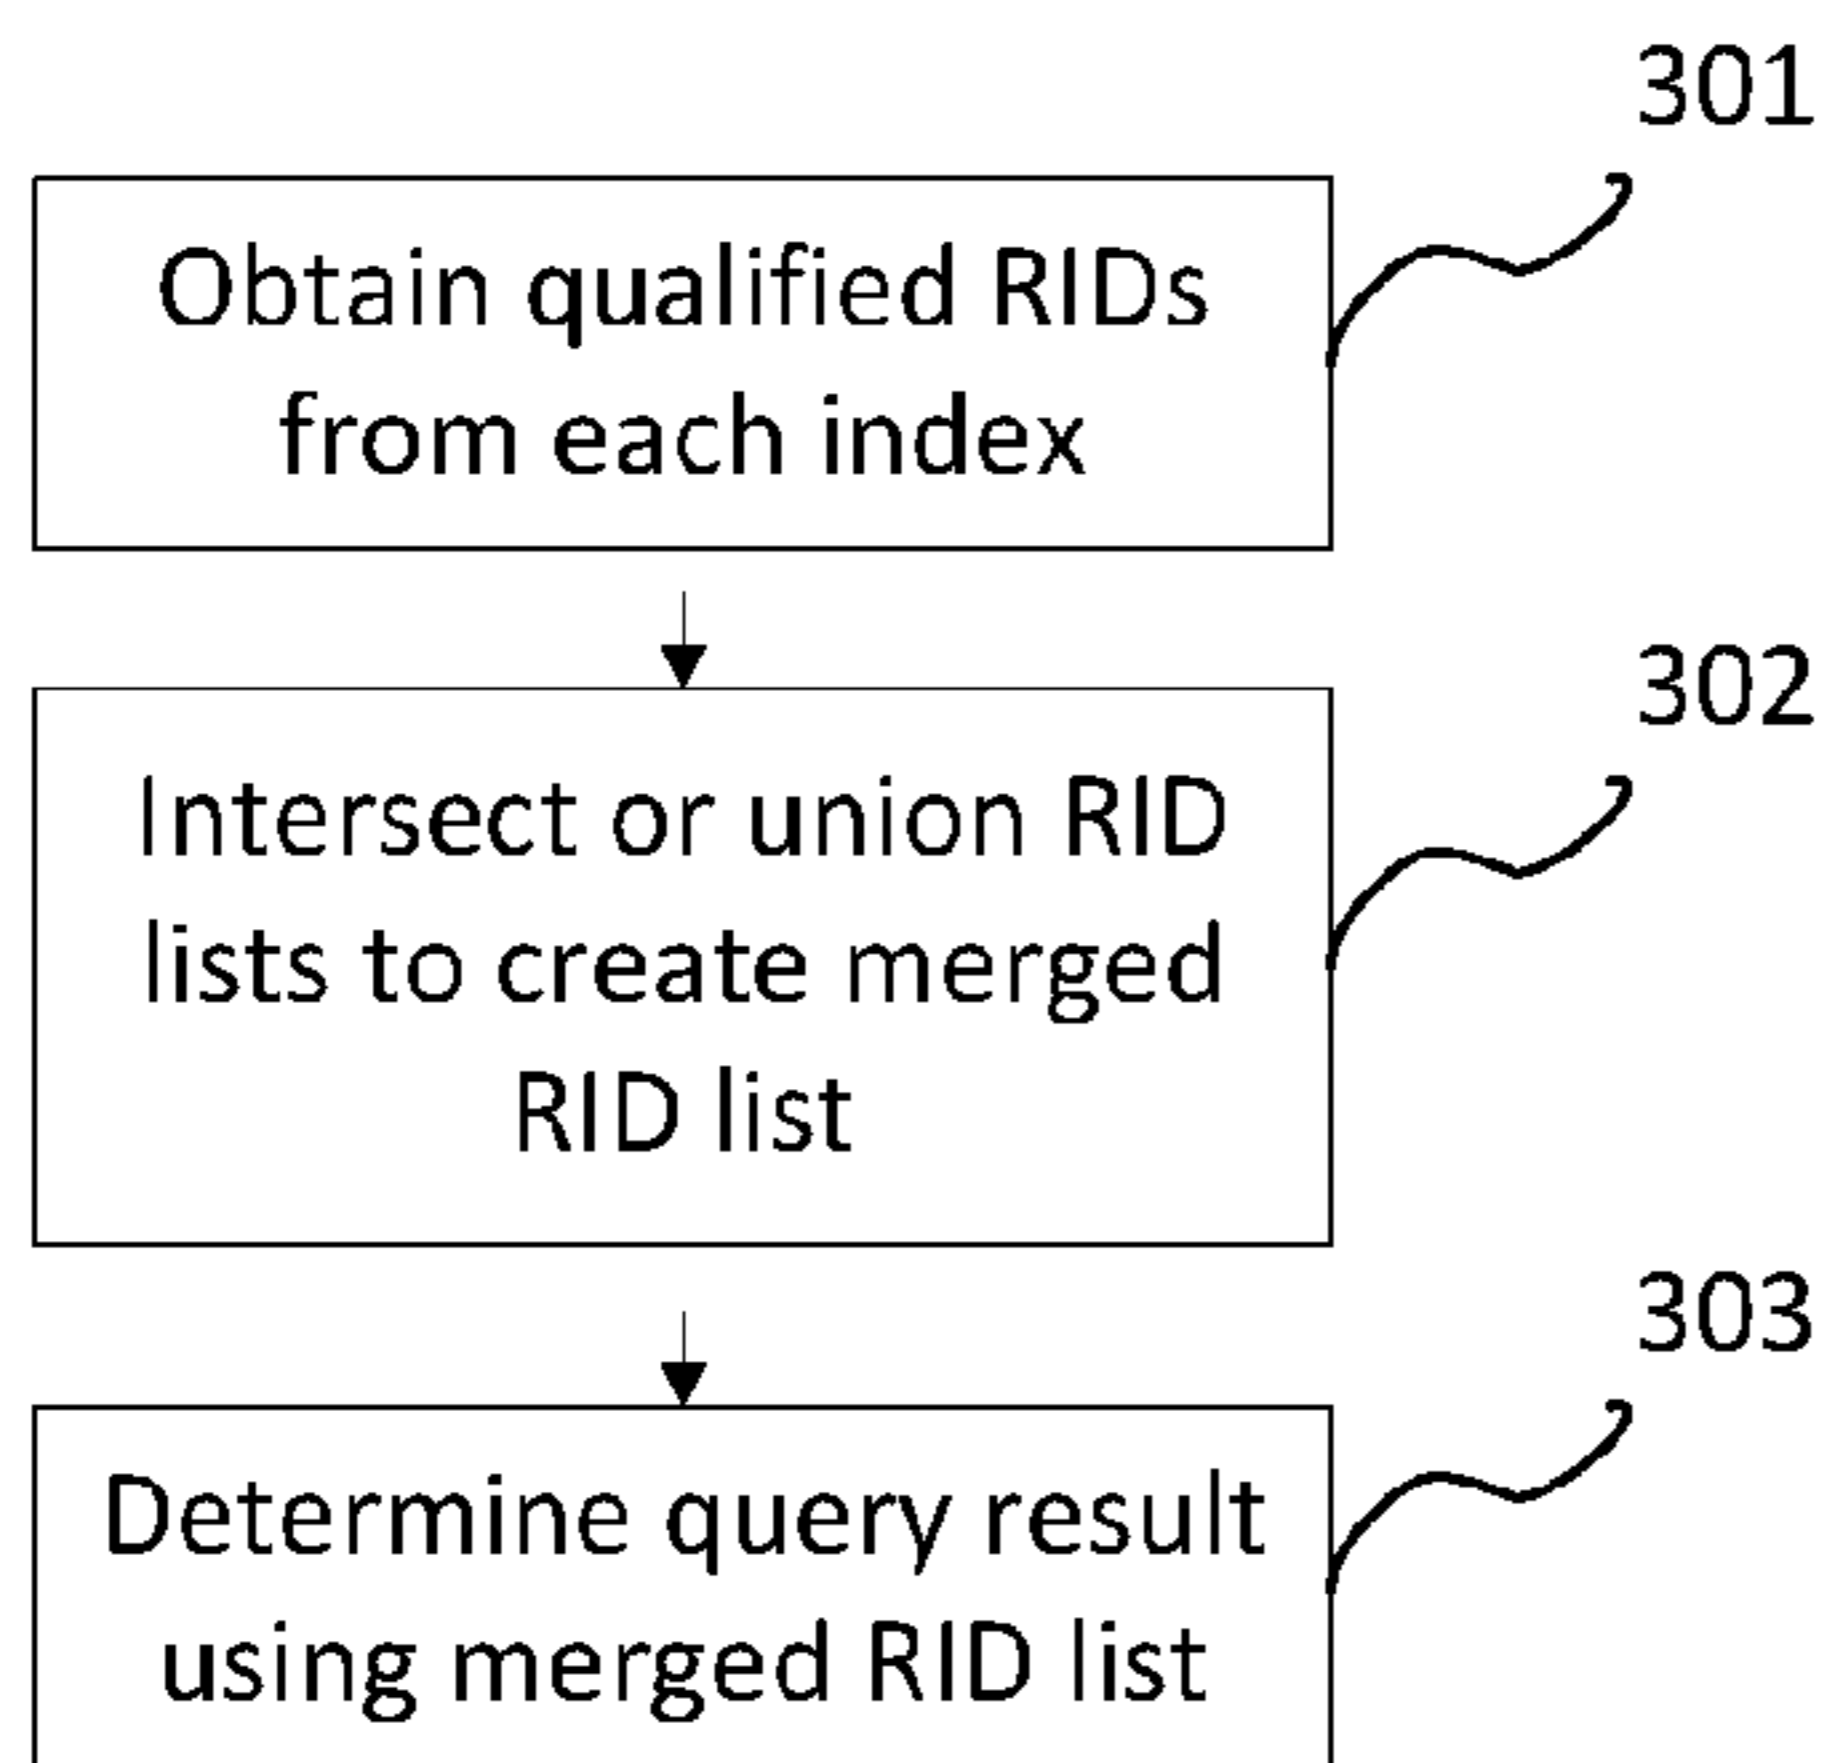 301
Obtain qualified RIDs
from each index
302
Intersect or union RID
lists to create merged
RID list
303
Determine query result
using merged RID list